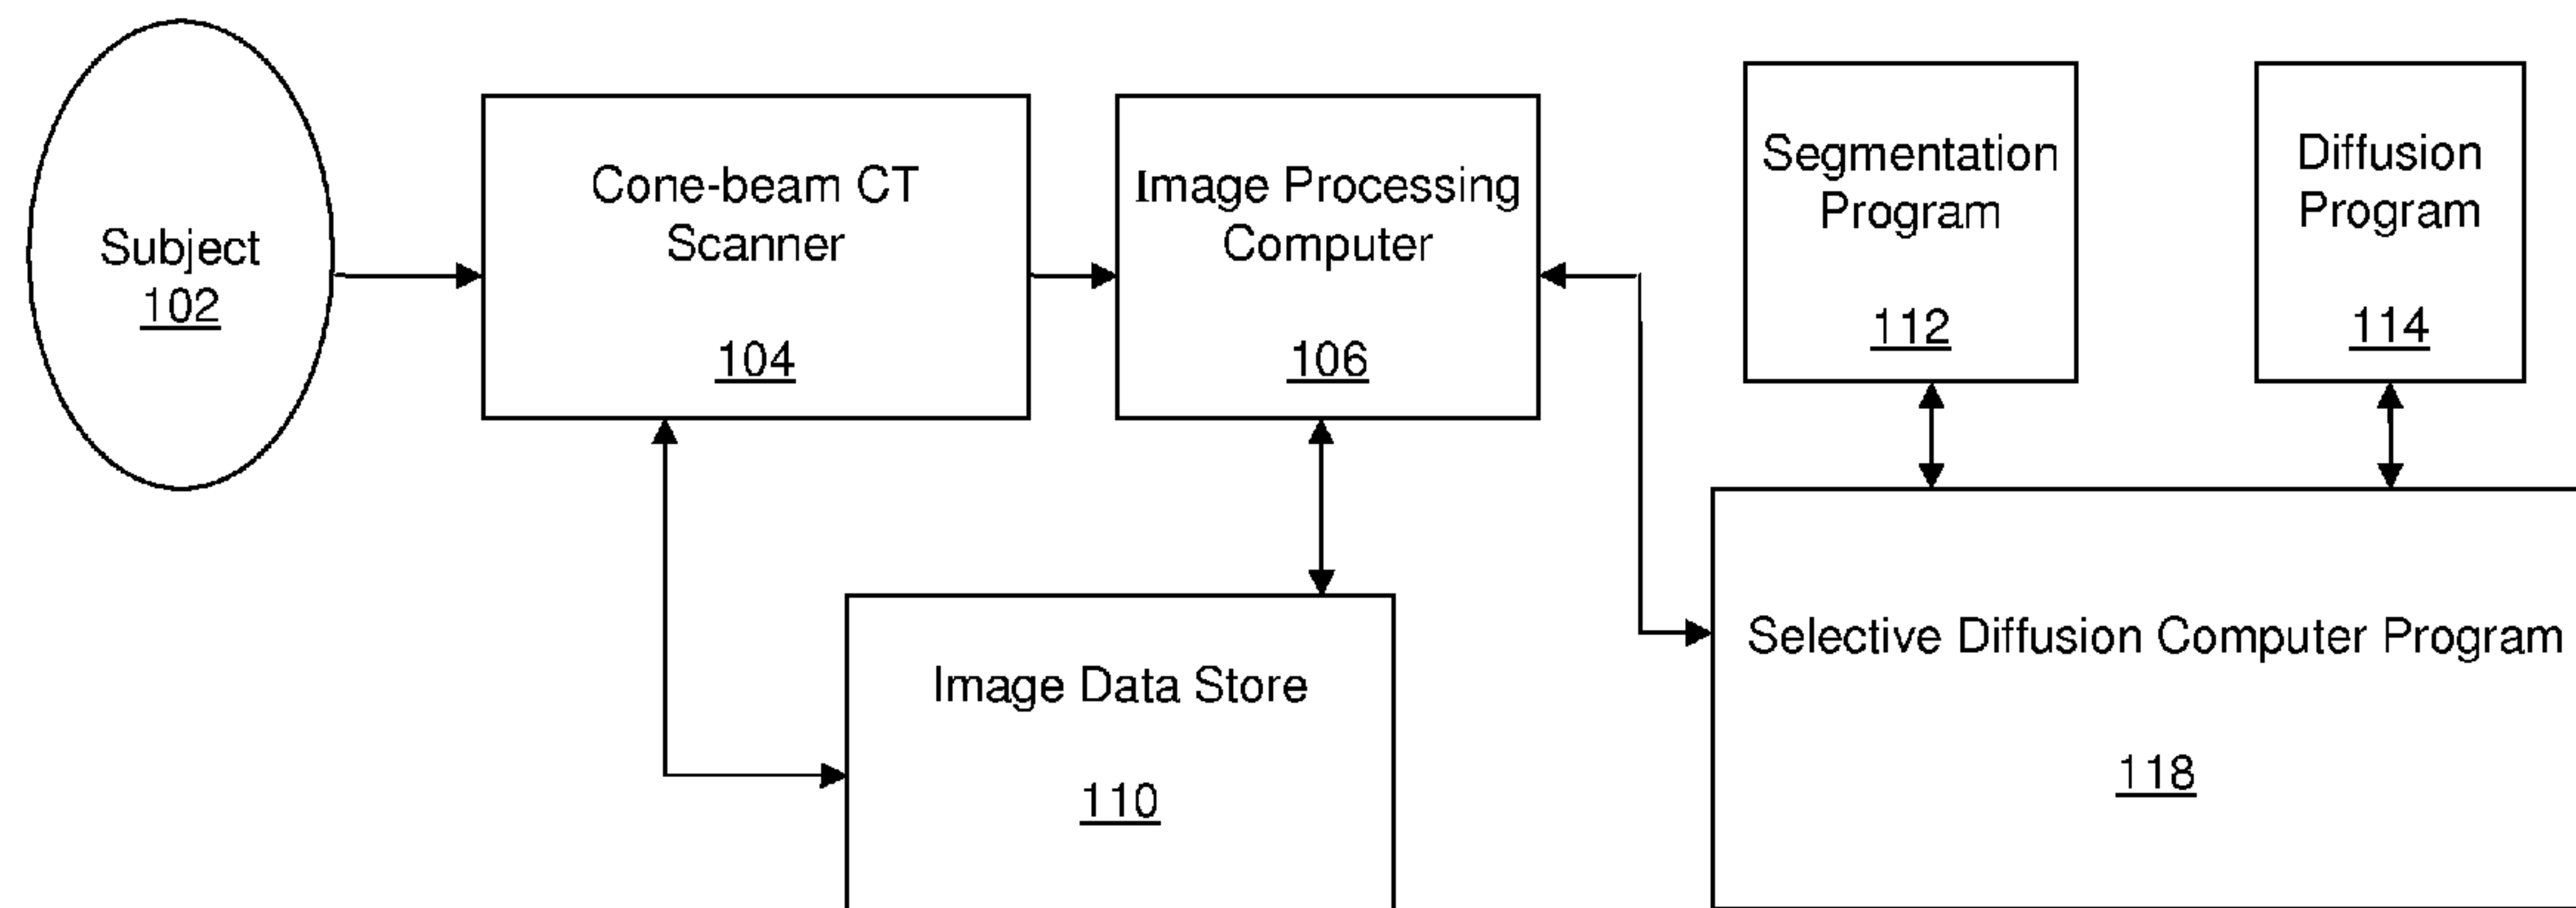 Subject
102
Cone-beam CT
Scanner
104
Image Processing
Computer
106
Segmentation
Program
112
Diffusion
Program
114
Image Data Store
110
Selective Diffusion Computer Program
118